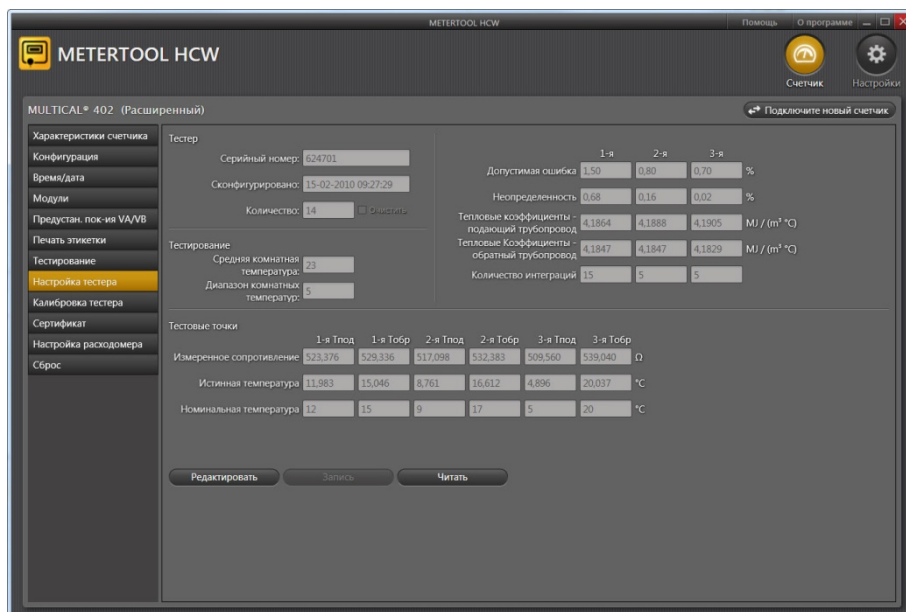 METERTOOL HCW
Помощь О программе
METERTOOL HCW
Счетчик Настройки
MULTICAL® 402 (Расширенный)
Подключите новый счетчик
Характеристики счетчика
Конфигурация
Время/дата
Модули
Предустан. пок-ия VA/VB
Печать этикетки
Тестирование
Настройка тестера
Калибровка тестера
Сертификат
Настройка расходомера
Сброс
Тестер
Серийный номер: 624701
Сконфигурировано: 15-02-2010 09:27:29
Количество: 14 Очистить
Тестирование
Средняя комнатная
температура: 23
Диапазон комнатных
температур: 5
1-я 2-я 3-я
Допустимая ошибка 1,50 0,80 0,70 %
Неопределенность 0,68 0,16 0,02 %
Тепловые коэффициенты -
подающий трубопровод 4,1864 4,1888 4,1905 MJ / (m³ °C)
Тепловые Коэффициенты -
обратный трубопровод 4,1847 4,1847 4,1829 MJ / (m³ °C)
Количество интеграций 15 5 5
Тестовые точки
1-я Тпод 1-я Тобр 2-я Тпод 2-я Тобр 3-я Тпод 3-я Тобр
Измеренное сопротивление 523,376 529,336 517,098 532,383 509,560 539,040 Ω
Истинная температура 11,983 15,046 8,761 16,612 4,896 20,037 °C
Номинальная температура 12 15 9 17 5 20 °C
Редактировать Запись Читать